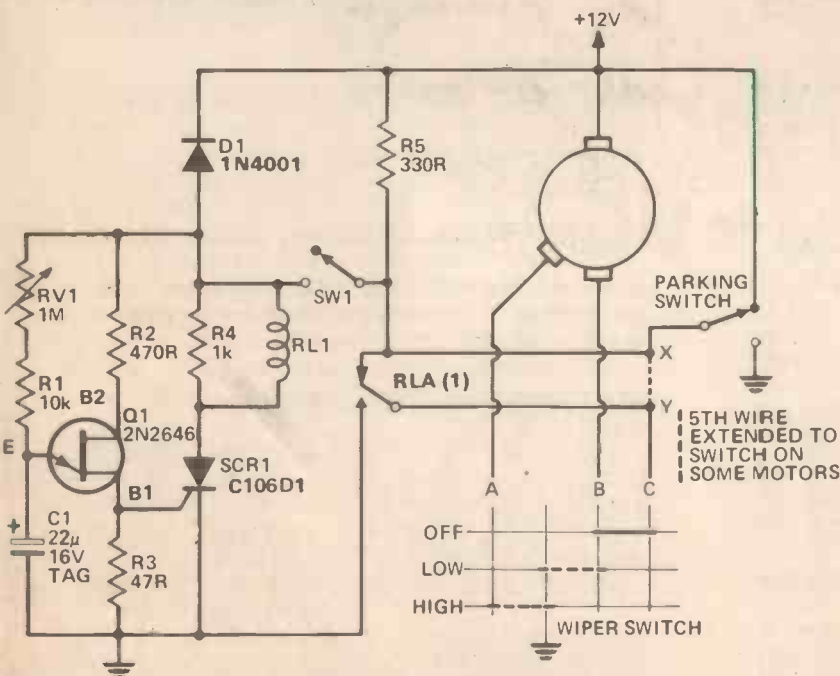 +12V
D1
1N4001
R5
330R
RV1
1M
R2
470R
R4
1k
RL1
SW1
PARKING
SWITCH
R1
10k
B2
Q1
2N2646
E
RLA (1)
X
Y
5TH WIRE
EXTENDED TO
SWITCH ON
SOME MOTORS
SCR1
C106D1
B1
+
C1
22μ
16V
TAG
R3
47R
A
B
C
OFF
LOW
HIGH
WIPER SWITCH